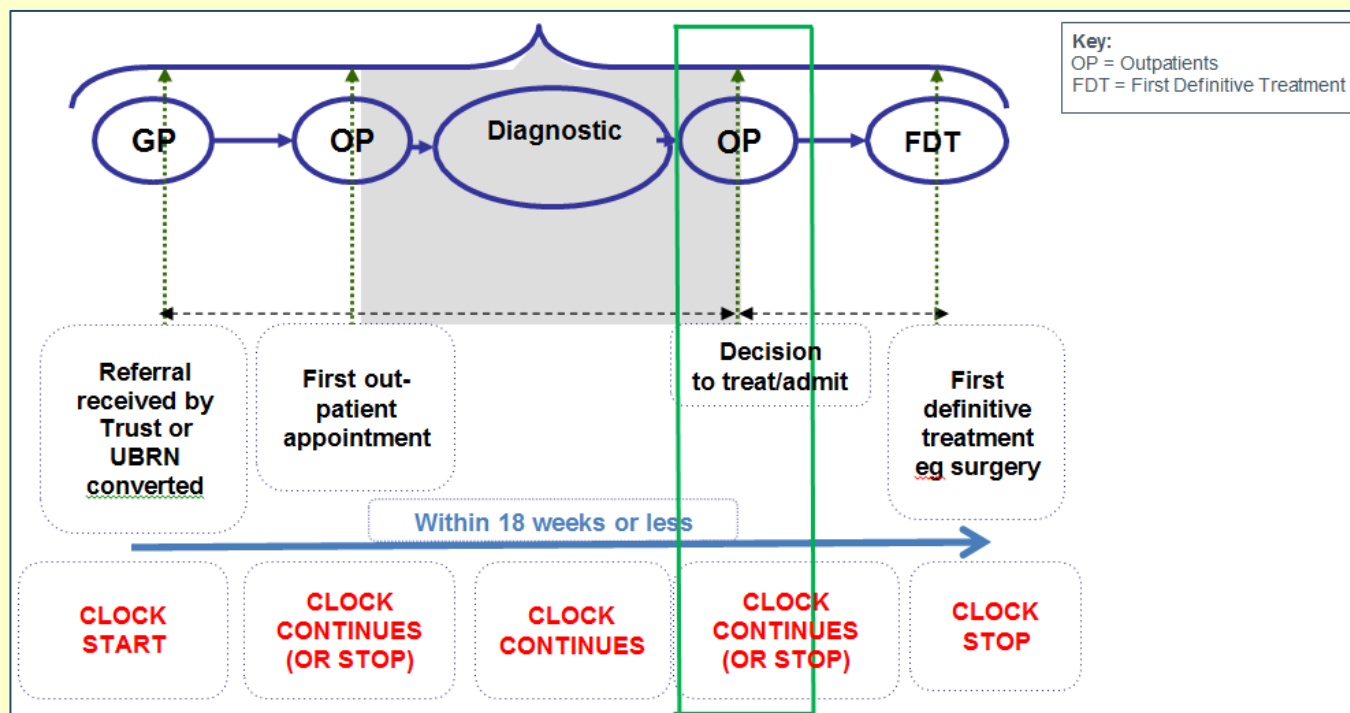 Key:
OP = Outpatients
FDT = First Definitive Treatment
GP
OP
Diagnostic
OP
FDT
Referral
received by
Trust or
UBRN
converted
First out-
patient
appointment
Decision
to treat/admit
First
definitive
treatment
eg surgery
Within 18 weeks or less
CLOCK
START
CLOCK
CONTINUES
(OR STOP)
CLOCK
CONTINUES
CLOCK
CONTINUES
(OR STOP)
CLOCK
STOP